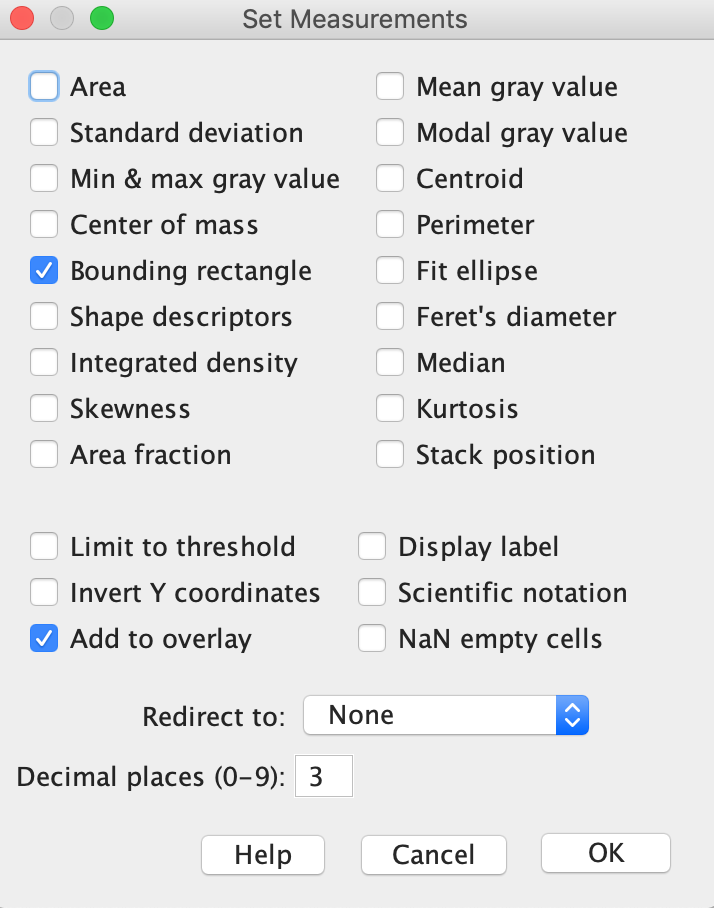 Set Measurements
Area Mean gray value
Standard deviation Modal gray value
Min & max gray value Centroid
Center of mass Perimeter
Bounding rectangle Fit ellipse
Shape descriptors Feret's diameter
Integrated density Median
Skewness Kurtosis
Area fraction Stack position
Limit to threshold Display label
Invert Y coordinates Scientific notation
Add to overlay NaN empty cells
Redirect to: None
Decimal places (0-9): 3
Help Cancel OK